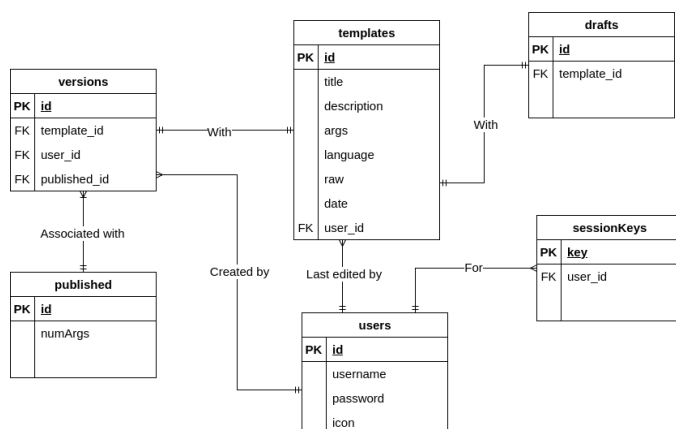 templates
PK id
title
description
args
language
raw
date
FK user_id
drafts
PK id
FK template_id
versions
PK id
FK template_id
FK user_id
FK published_id
With
With
Associated with
Created by
Last edited by
For
published
PK id
numArgs
sessionKeys
PK key
FK user_id
users
PK id
username
password
icon